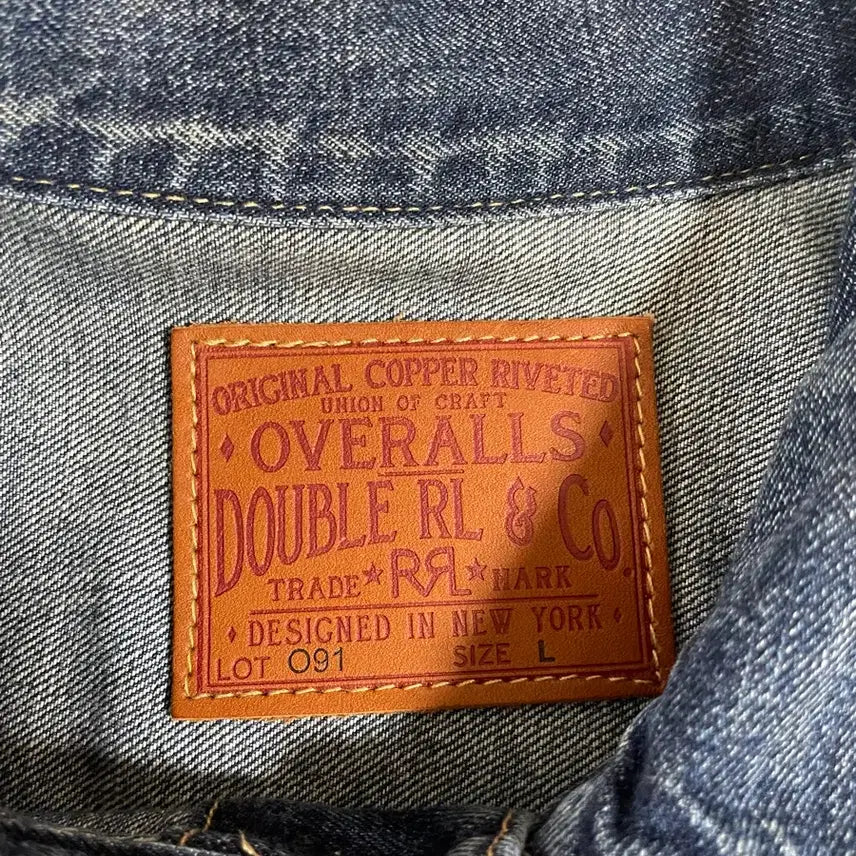 ORIGINAL COPPER RIVETED
UNION OF CRAFT
OVERALLS
DOUBLE RL & Co.
TRADE RRL MARK
DESIGNED IN NEW YORK
LOT 091 SIZE L